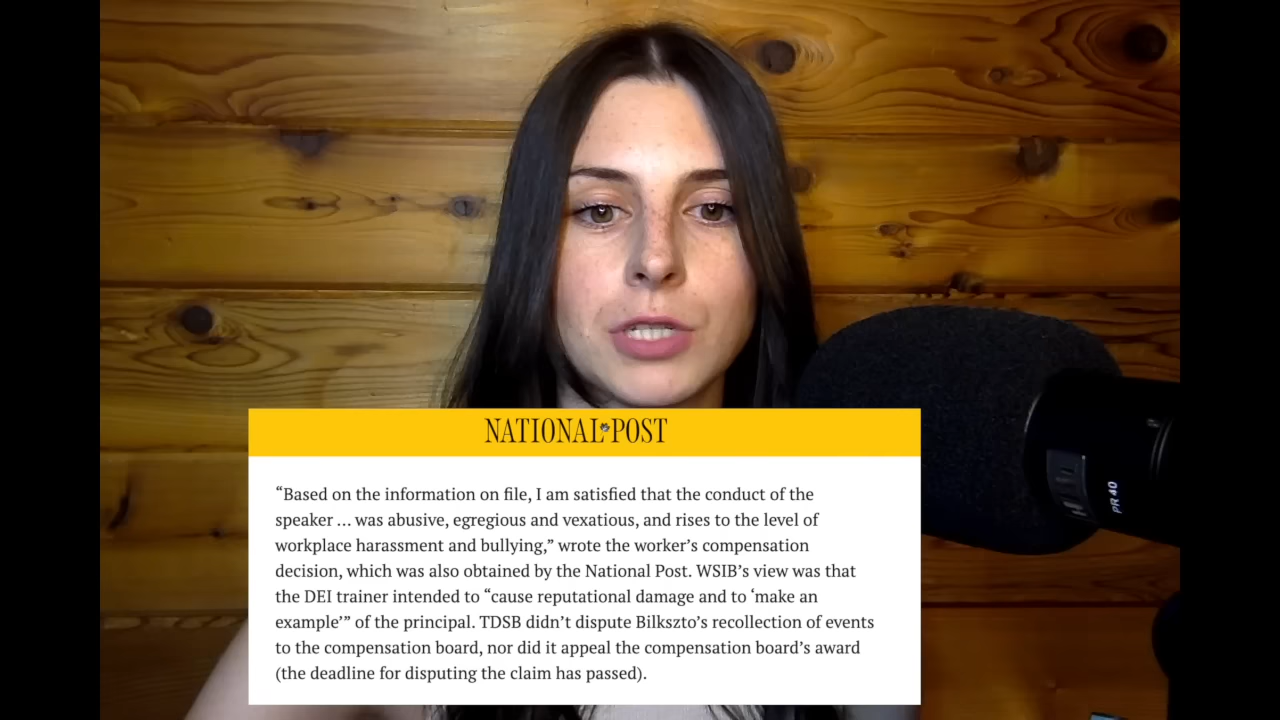 NATIONAL POST
“Based on the information on file, I am satisfied that the conduct of the
speaker … was abusive, egregious and vexatious, and rises to the level of
workplace harassment and bullying,” wrote the worker’s compensation
decision, which was also obtained by the National Post. WSIB’s view was that
the DEI trainer intended to “cause reputational damage and to ‘make an
example’” of the principal. TDSB didn’t dispute Bilkszto’s recollection of events
to the compensation board, nor did it appeal the compensation board’s award
(the deadline for disputing the claim has passed).
PR 40